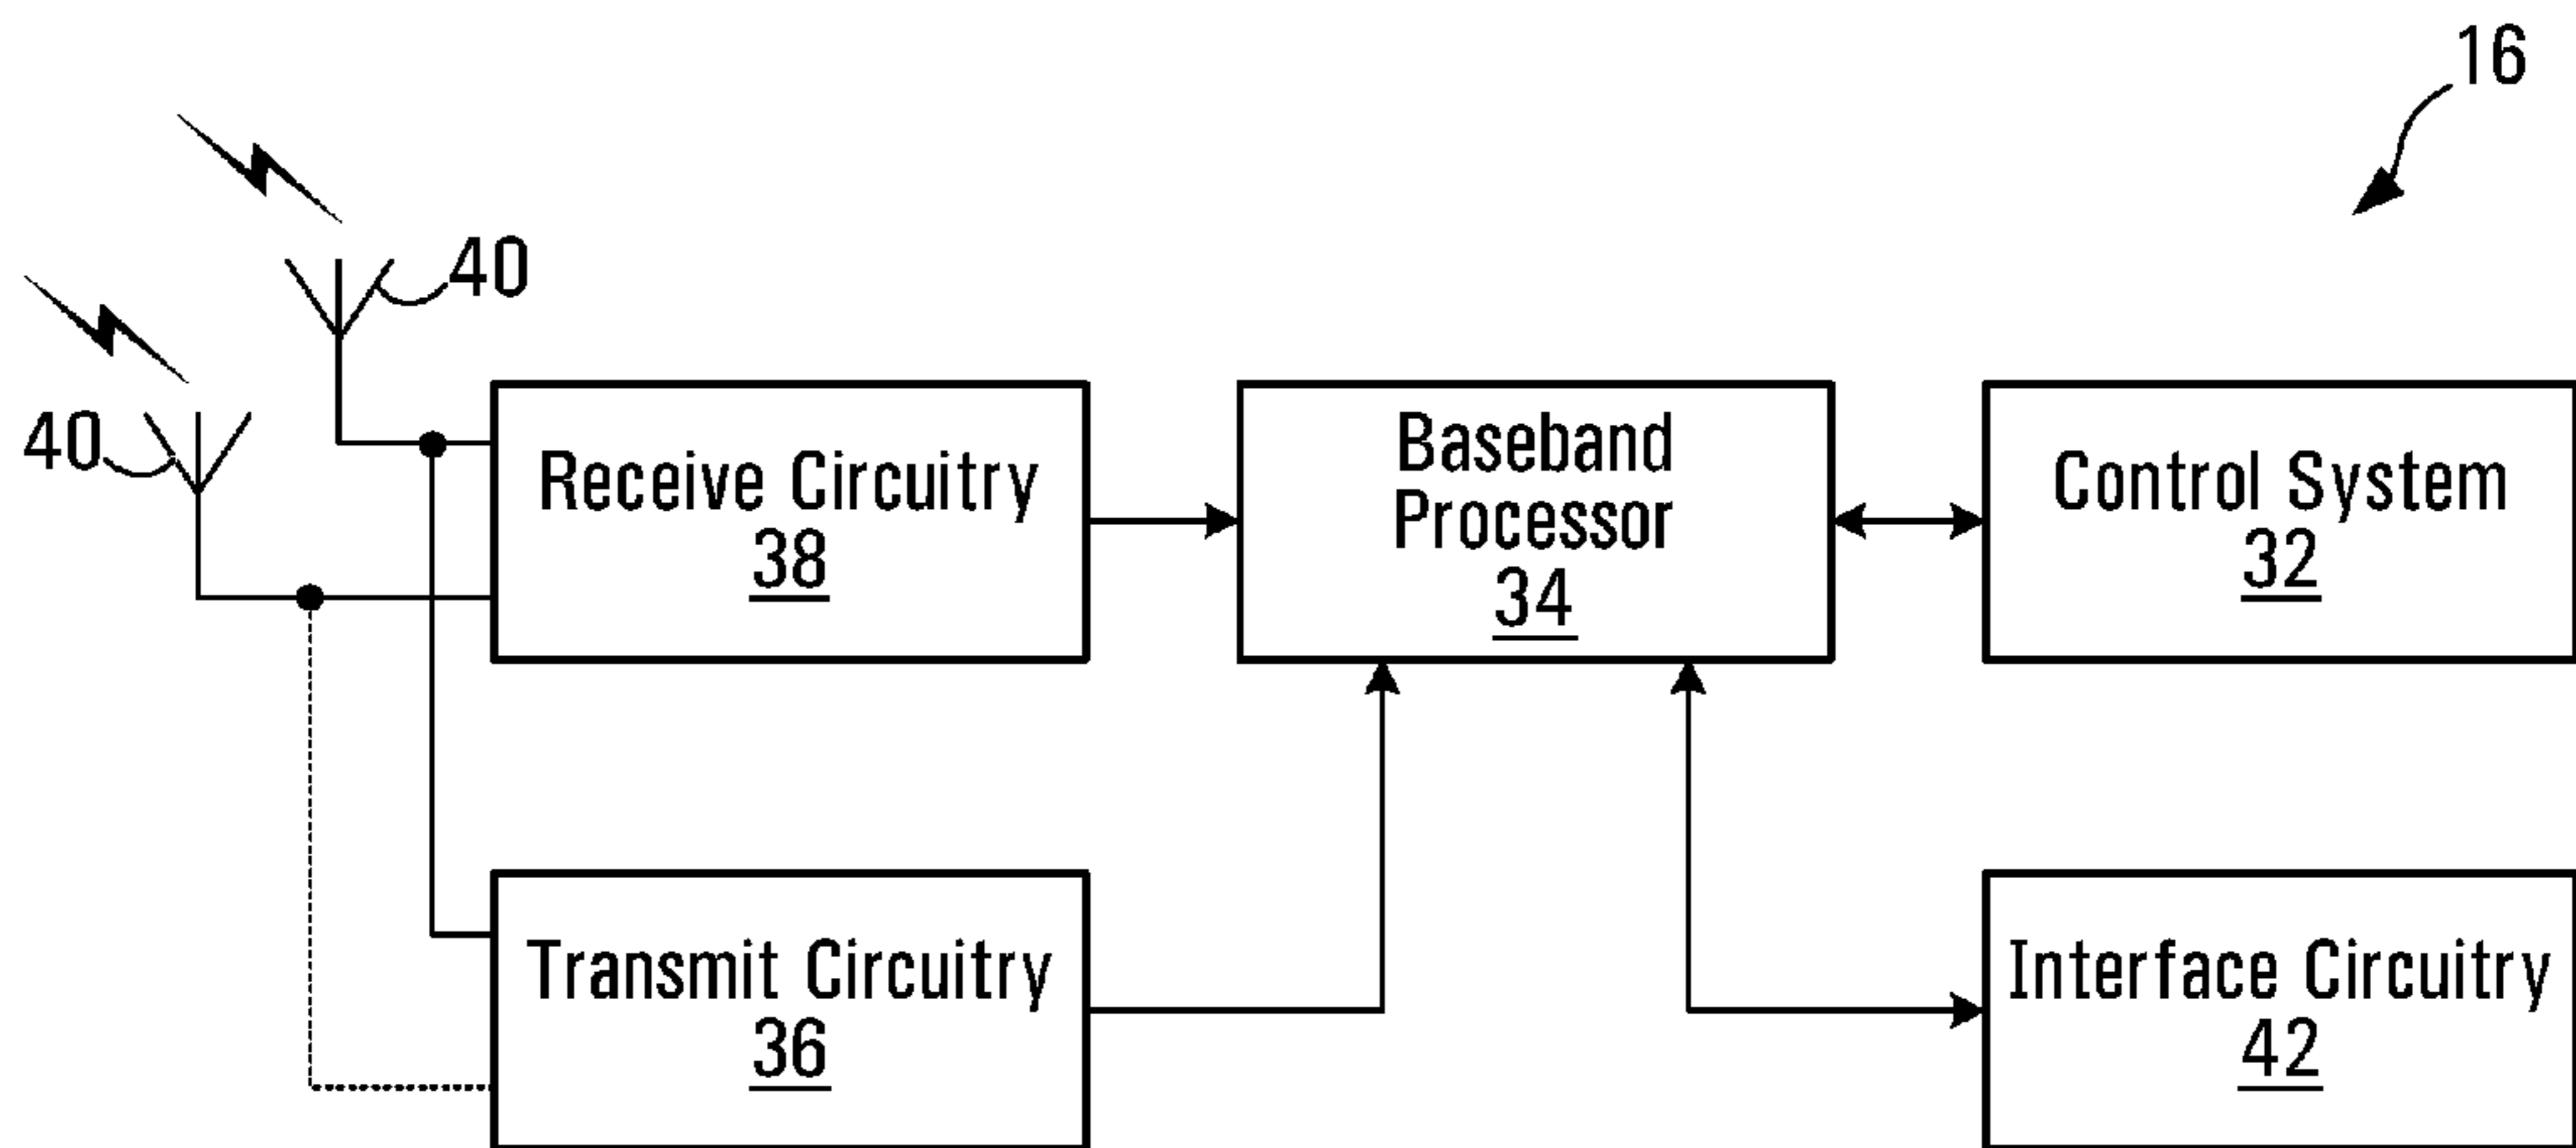 16
40
40
Receive Circuitry
38
Baseband
Processor
34
Control System
32
Transmit Circuitry
36
Interface Circuitry
42